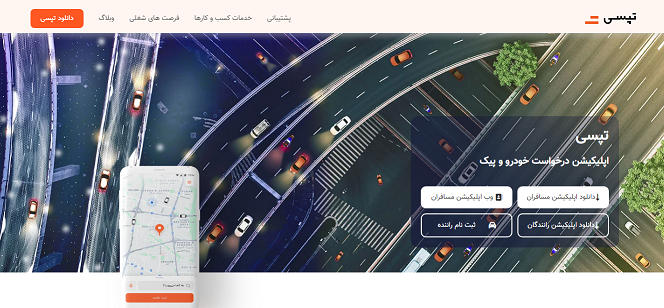 تپسی
پشتیبانی
خدمات کسب و کارها
فرصت های شغلی
وبلاگ
دانلود تپسی
تپسی
اپلیکیشن درخواست خودرو و پیک
دانلود اپلیکیشن مسافران
وب اپلیکیشن مسافران
دانلود اپلیکیشن رانندگان
ثبت نام راننده